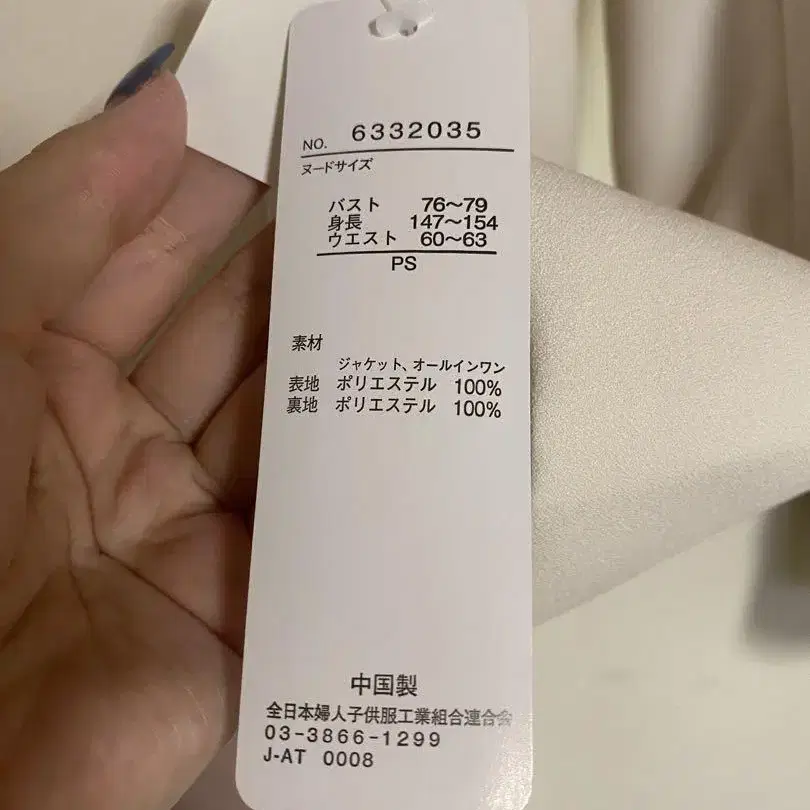 NO. 6332035
ヌードサイズ
バスト 76〜79
身長 147〜154
ウエスト 60〜63
PS
素材
ジャケット、オールインワン
表地 ポリエステル 100%
裏地 ポリエステル 100%
中国製
全日本婦人子供服工業組合連合会
03-3866-1299
J-AT 0008